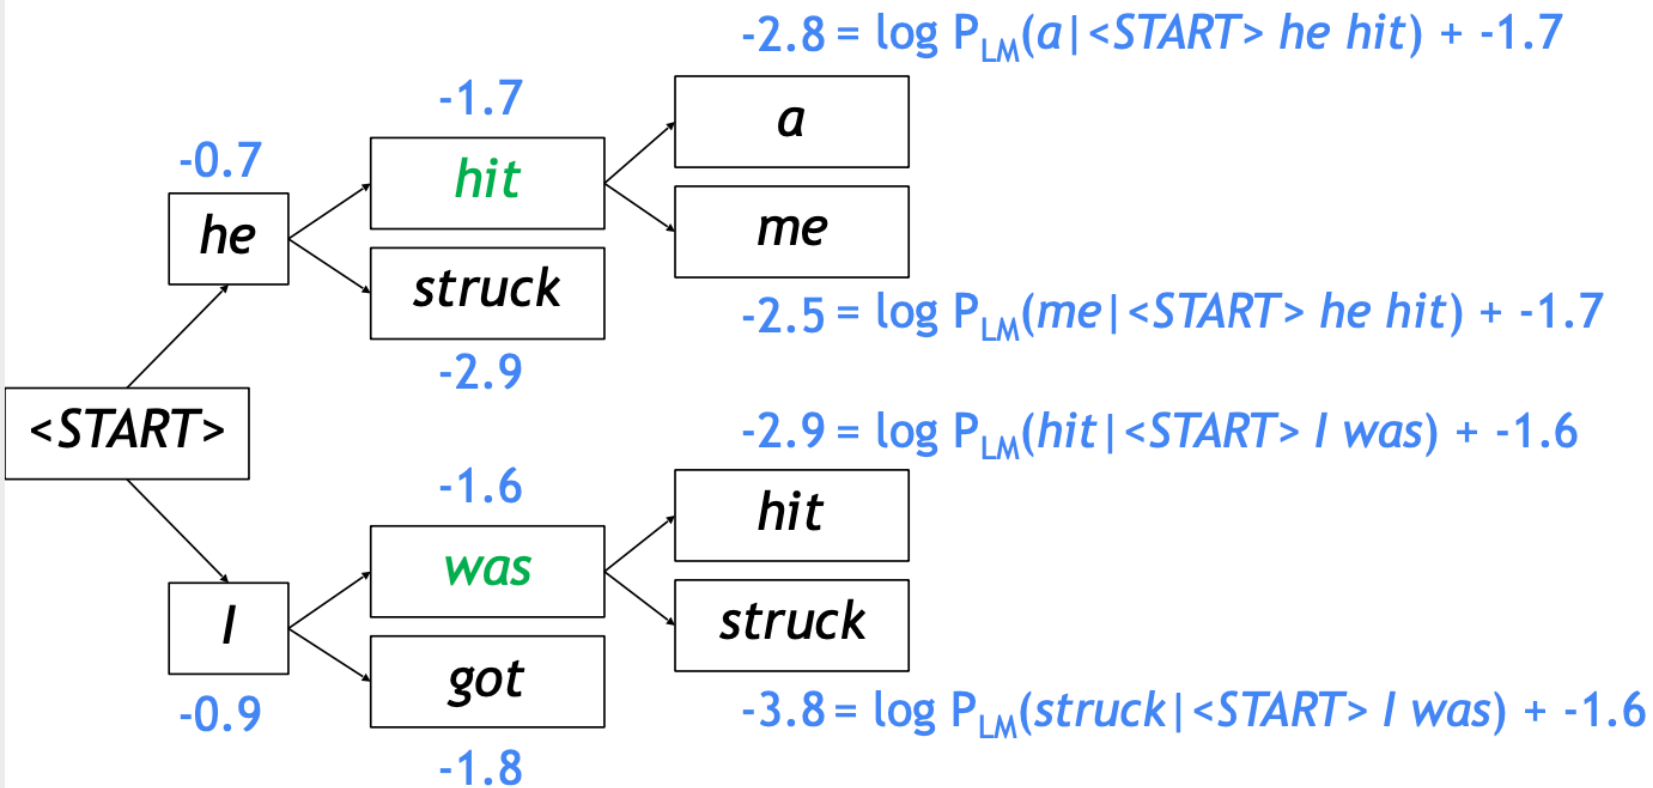 -2.8 = log P_LM(a|<START> he hit) + -1.7
-1.7
a
-0.7
hit
he
me
struck
-2.5 = log P_LM(me|<START> he hit) + -1.7
-2.9
<START>
-2.9 = log P_LM(hit|<START> I was) + -1.6
-1.6
hit
was
I
struck
got
-0.9
-3.8 = log P_LM(struck|<START> I was) + -1.6
-1.8